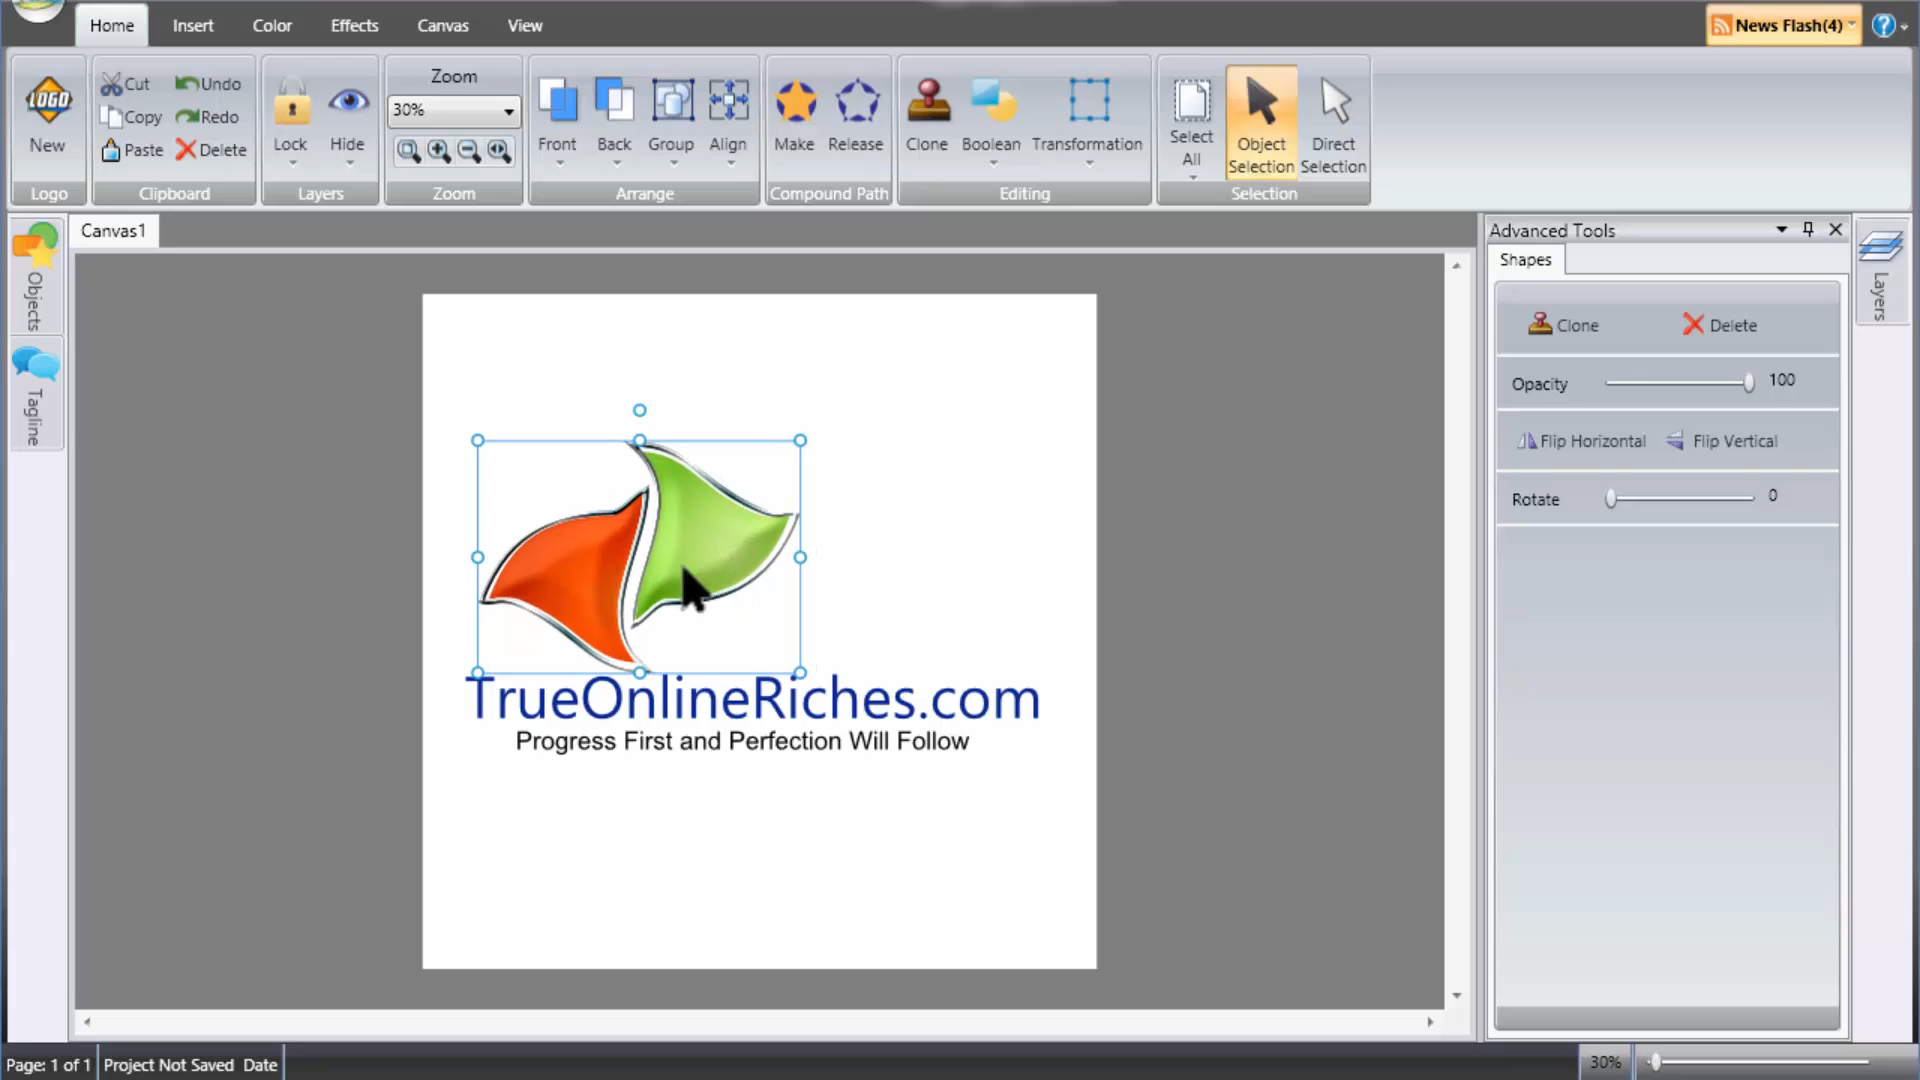 Home Insert Color Effects Canvas View News Flash(4)
LOGO
New
Logo
Cut Undo
Copy Redo
Paste Delete
Clipboard
Lock Hide
Layers
Zoom
30%
Zoom
Front Back Group Align
Arrange
Make Release
Compound Path
Clone Boolean Transformation
Editing
Select All
Object Selection
Direct Selection
Selection
Canvas1
Objects
Tagline
TrueOnlineRiches.com
Progress First and Perfection Will Follow
Advanced Tools
Shapes
Clone Delete
Opacity 100
Flip Horizontal Flip Vertical
Rotate 0
Layers
Page: 1 of 1 Project Not Saved Date 30%